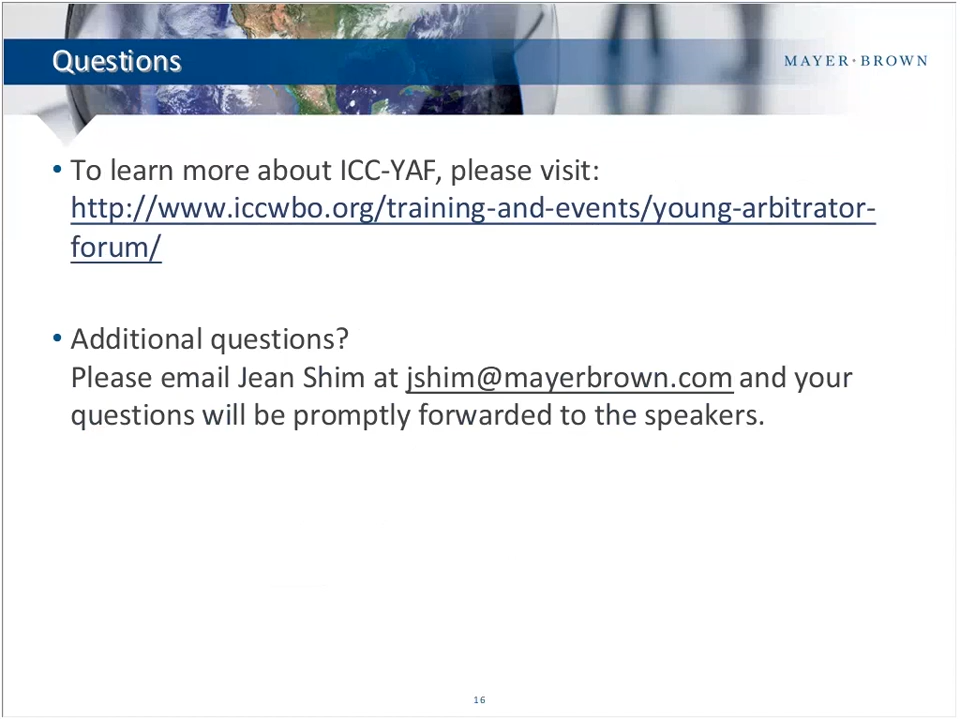 Questions
MAYER•BROWN
• To learn more about ICC-YAF, please visit:
http://www.iccwbo.org/training-and-events/young-arbitrator-
forum/
• Additional questions?
Please email Jean Shim at jshim@mayerbrown.com and your
questions will be promptly forwarded to the speakers.
16